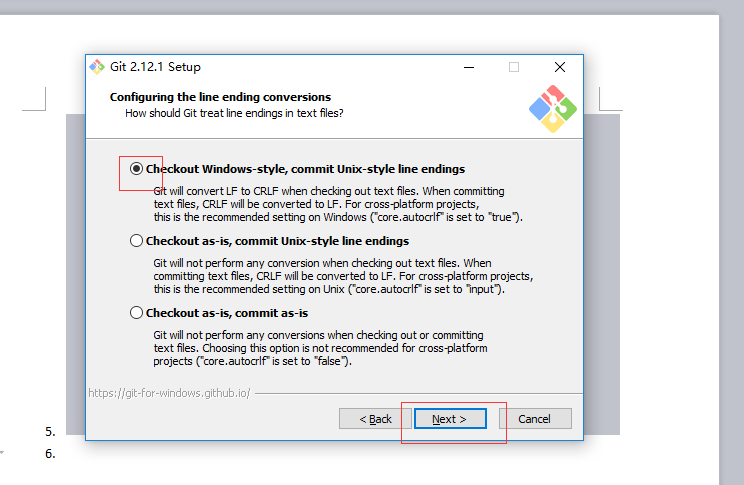 Git 2.12.1 Setup
Configuring the line ending conversions
How should Git treat line endings in text files?
Checkout Windows-style, commit Unix-style line endings
Git will convert LF to CRLF when checking out text files. When committing
text files, CRLF will be converted to LF. For cross-platform projects,
this is the recommended setting on Windows ("core.autocrlf" is set to "true").
Checkout as-is, commit Unix-style line endings
Git will not perform any conversion when checking out text files. When
committing text files, CRLF will be converted to LF. For cross-platform projects,
this is the recommended setting on Unix ("core.autocrlf" is set to "input").
Checkout as-is, commit as-is
Git will not perform any conversions when checking out or committing
text files. Choosing this option is not recommended for cross-platform
projects ("core.autocrlf" is set to "false").
https://git-for-windows.github.io/
< Back
Next >
Cancel
5.
6.